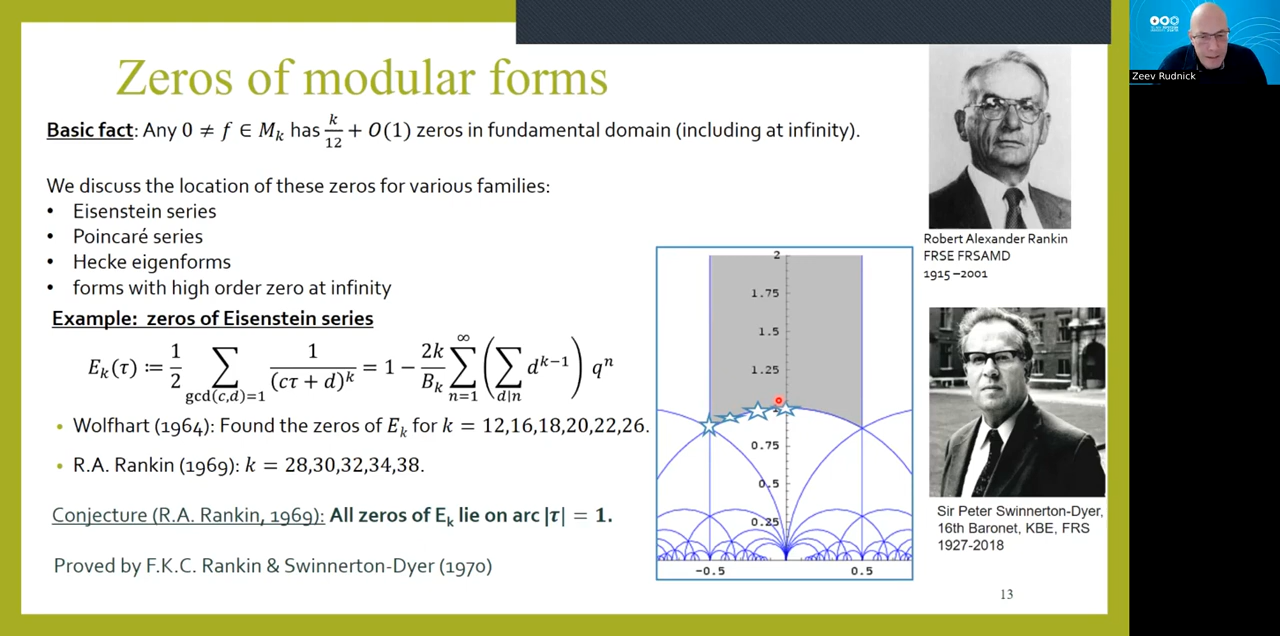 Zeros of modular forms
Basic fact: Any 0 ≠ f ∈ M_k has k/12 + O(1) zeros in fundamental domain (including at infinity).
We discuss the location of these zeros for various families:
• Eisenstein series
• Poincaré series
• Hecke eigenforms
• forms with high order zero at infinity
Example: zeros of Eisenstein series
E_k(τ) := 1/2 ∑_{gcd(c,d)=1} 1/(cτ + d)^k = 1 − 2k/B_k ∑_{n=1}^{∞} (∑_{d|n} d^{k−1}) q^n
• Wolfhart (1964): Found the zeros of E_k for k = 12,16,18,20,22,26.
• R.A. Rankin (1969): k = 28,30,32,34,38.
Conjecture (R.A. Rankin, 1969): All zeros of E_k lie on arc |τ| = 1.
Proved by F.K.C. Rankin & Swinnerton-Dyer (1970)
2
1.75
1.5
1.25
0.75
0.5
0.25
-0.5
0.5
Robert Alexander Rankin
FRSE FRSAMD
1915 –2001
Sir Peter Swinnerton-Dyer,
16th Baronet, KBE, FRS
1927-2018
13
Zeev Rudnick